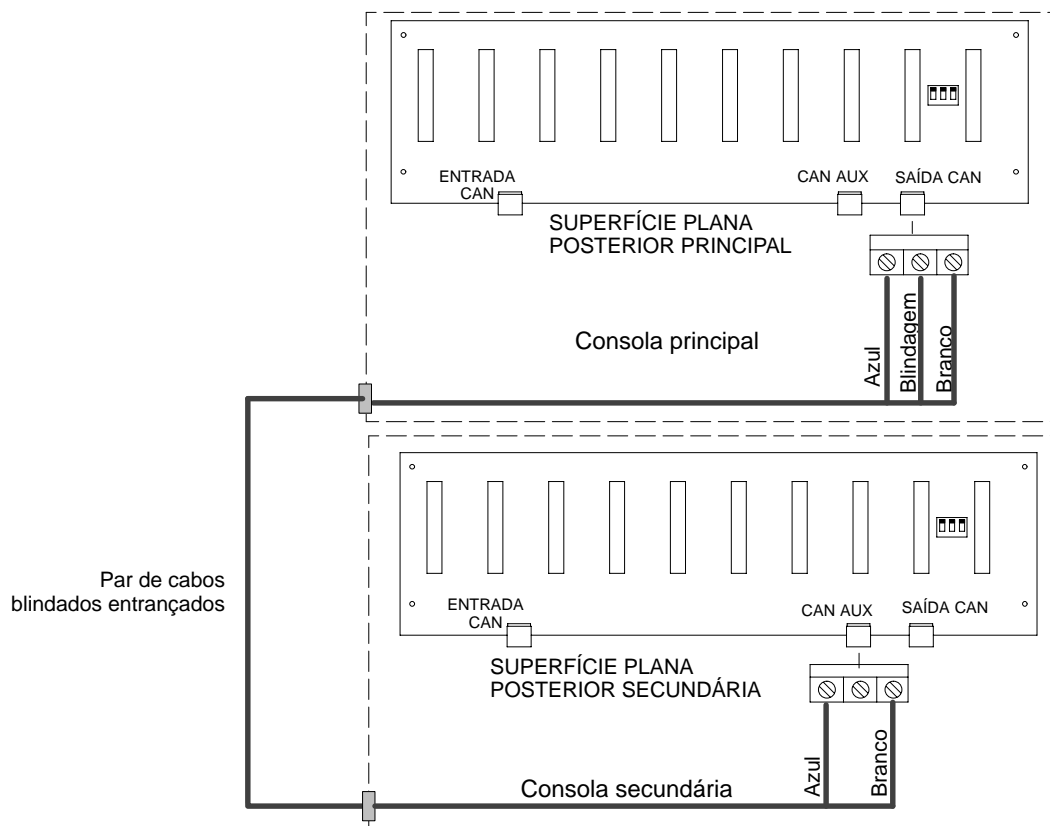 ENTRADA
CAN
CAN AUX
SAÍDA CAN
SUPERFÍCIE PLANA
POSTERIOR PRINCIPAL
Consola principal
Azul
Blindagem
Branco
Par de cabos
blindados entrançados
ENTRADA
CAN
CAN AUX
SAÍDA CAN
SUPERFÍCIE PLANA
POSTERIOR SECUNDÁRIA
Consola secundária
Azul
Branco